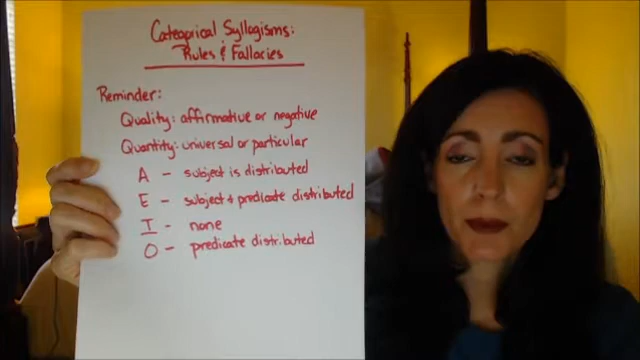 Categorical Syllogisms:
Rules & Fallacies
Reminder:
Quality: affirmative or negative
Quantity: universal or particular
A - subject is distributed
E - subject + predicate distributed
I - none
O - predicate distributed